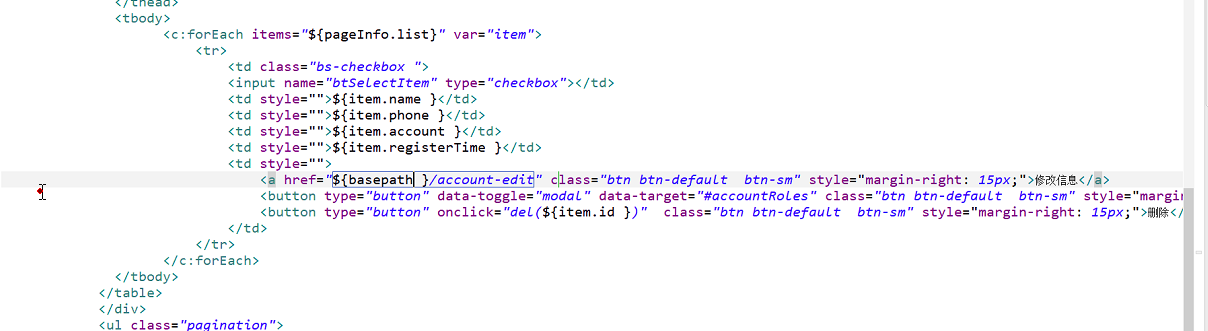 </thead>
<tbody>
<c:forEach items="${pageInfo.list}" var="item">
<tr>
<td class="bs-checkbox ">
<input name="btSelectItem" type="checkbox"></td>
<td style="">${item.name }</td>
<td style="">${item.phone }</td>
<td style="">${item.account }</td>
<td style="">${item.registerTime }</td>
<td style="">
<a href="${basepath }/account-edit" class="btn btn-default  btn-sm" style="margin-right: 15px;">修改信息</a>
<button type="button" data-toggle="modal" data-target="#accountRoles" class="btn btn-default  btn-sm" style="margin
<button type="button" onclick="del(${item.id })"  class="btn btn-default  btn-sm" style="margin-right: 15px;">删除</
</td>
</tr>
</c:forEach>
</tbody>
</table>
</div>
<ul class="pagination">